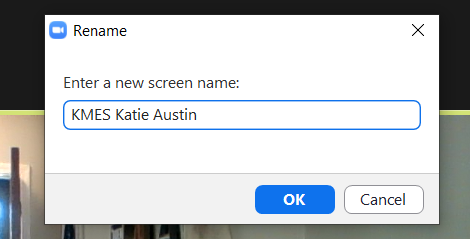 Rename
Enter a new screen name:
KMES Katie Austin
OK
Cancel